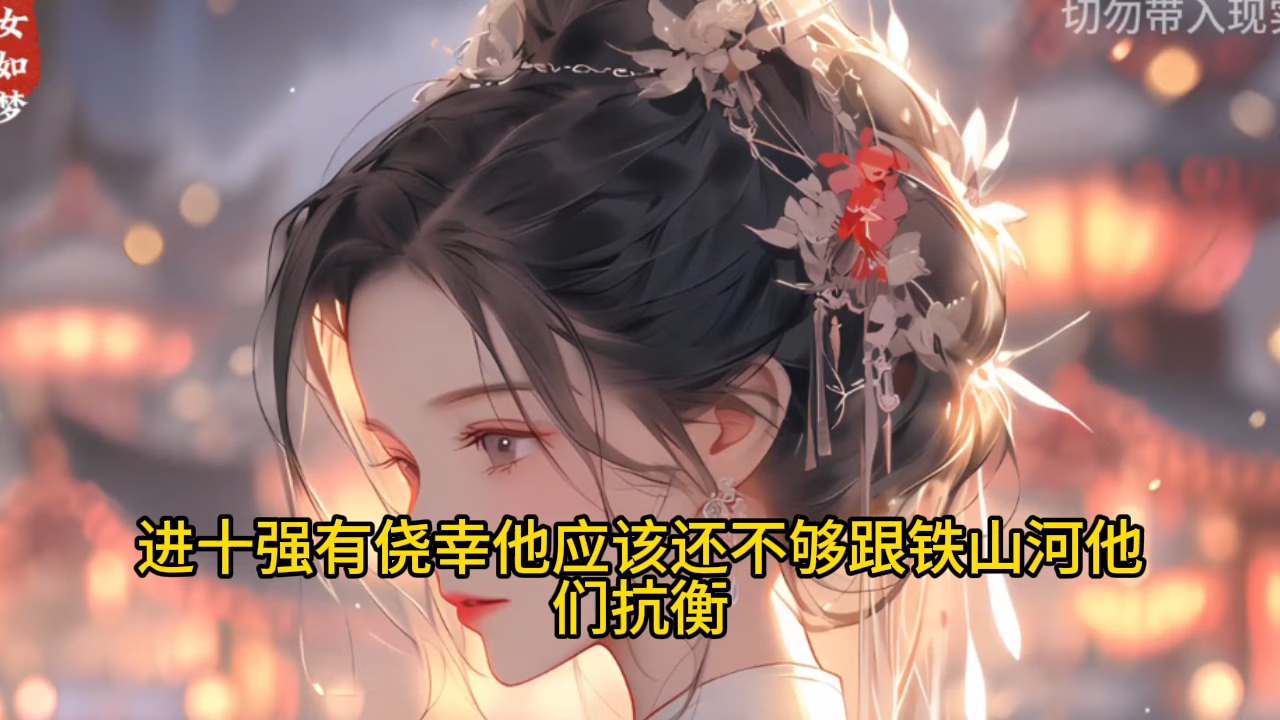 女如梦
切勿带入现实
进十强有侥幸他应该还不够跟铁山河他
们抗衡